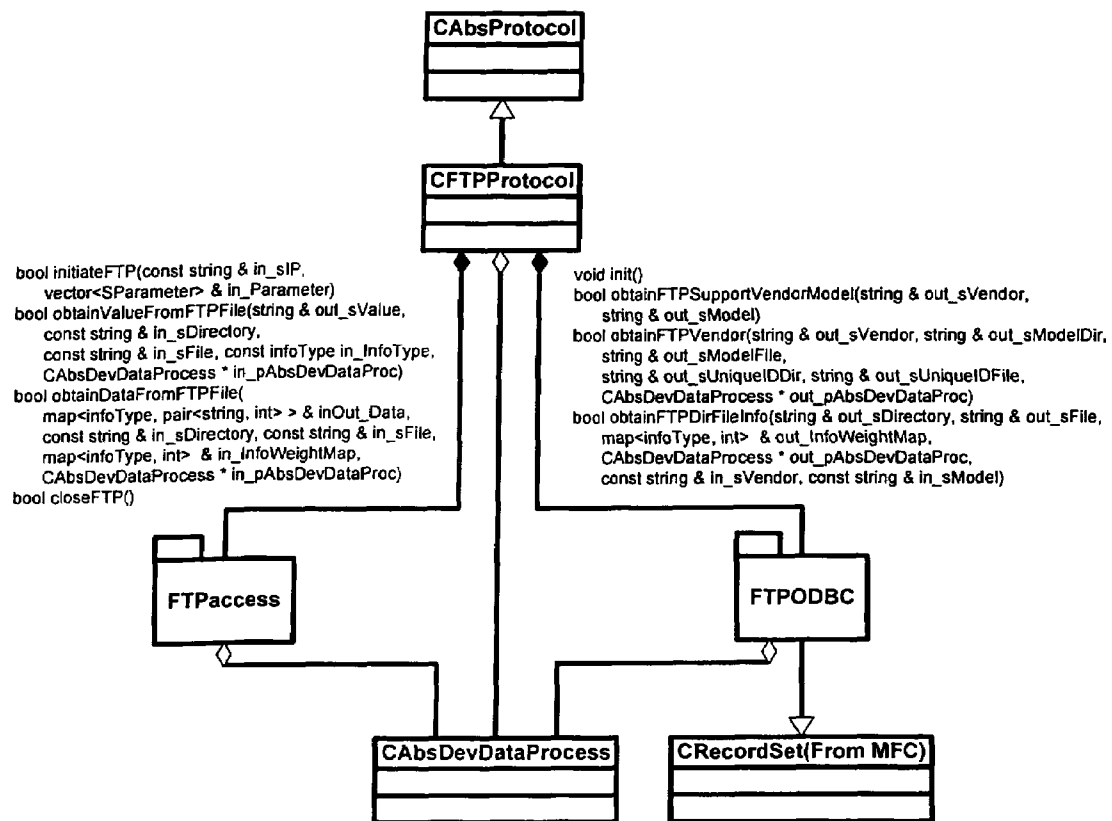 CAbsProtocol
CFTPProtocol
bool initiateFTP(const string & in_sIP,
vector<SParameter> & in_Parameter)
bool obtainValueFromFTPFile(string & out_sValue,
const string & in_sDirectory,
const string & in_sFile, const infoType in_InfoType,
CAbsDevDataProcess * in_pAbsDevDataProc)
bool obtainDataFromFTPFile(
map<infoType, pair<string, int> > & inOut_Data,
const string & in_sDirectory, const string & in_sFile,
map<infoType, int> & in_InfoWeightMap,
CAbsDevDataProcess * in_pAbsDevDataProc)
bool closeFTP()
void init()
bool obtainFTPSupportVendorModel(string & out_sVendor,
string & out_sModel)
bool obtainFTPVendor(string & out_sVendor, string & out_sModelDir,
string & out_sModelFile,
string & out_sUniqueIDDir, string & out_sUniqueIDFile,
CAbsDevDataProcess * out_pAbsDevDataProc)
bool obtainFTPDirFileInfo(string & out_sDirectory, string & out_sFile,
map<infoType, int> & out_InfoWeightMap,
CAbsDevDataProcess * out_pAbsDevDataProc,
const string & in_sVendor, const string & in_sModel)
FTPaccess
FTPODBC
CAbsDevDataProcess
CRecordSet(From MFC)